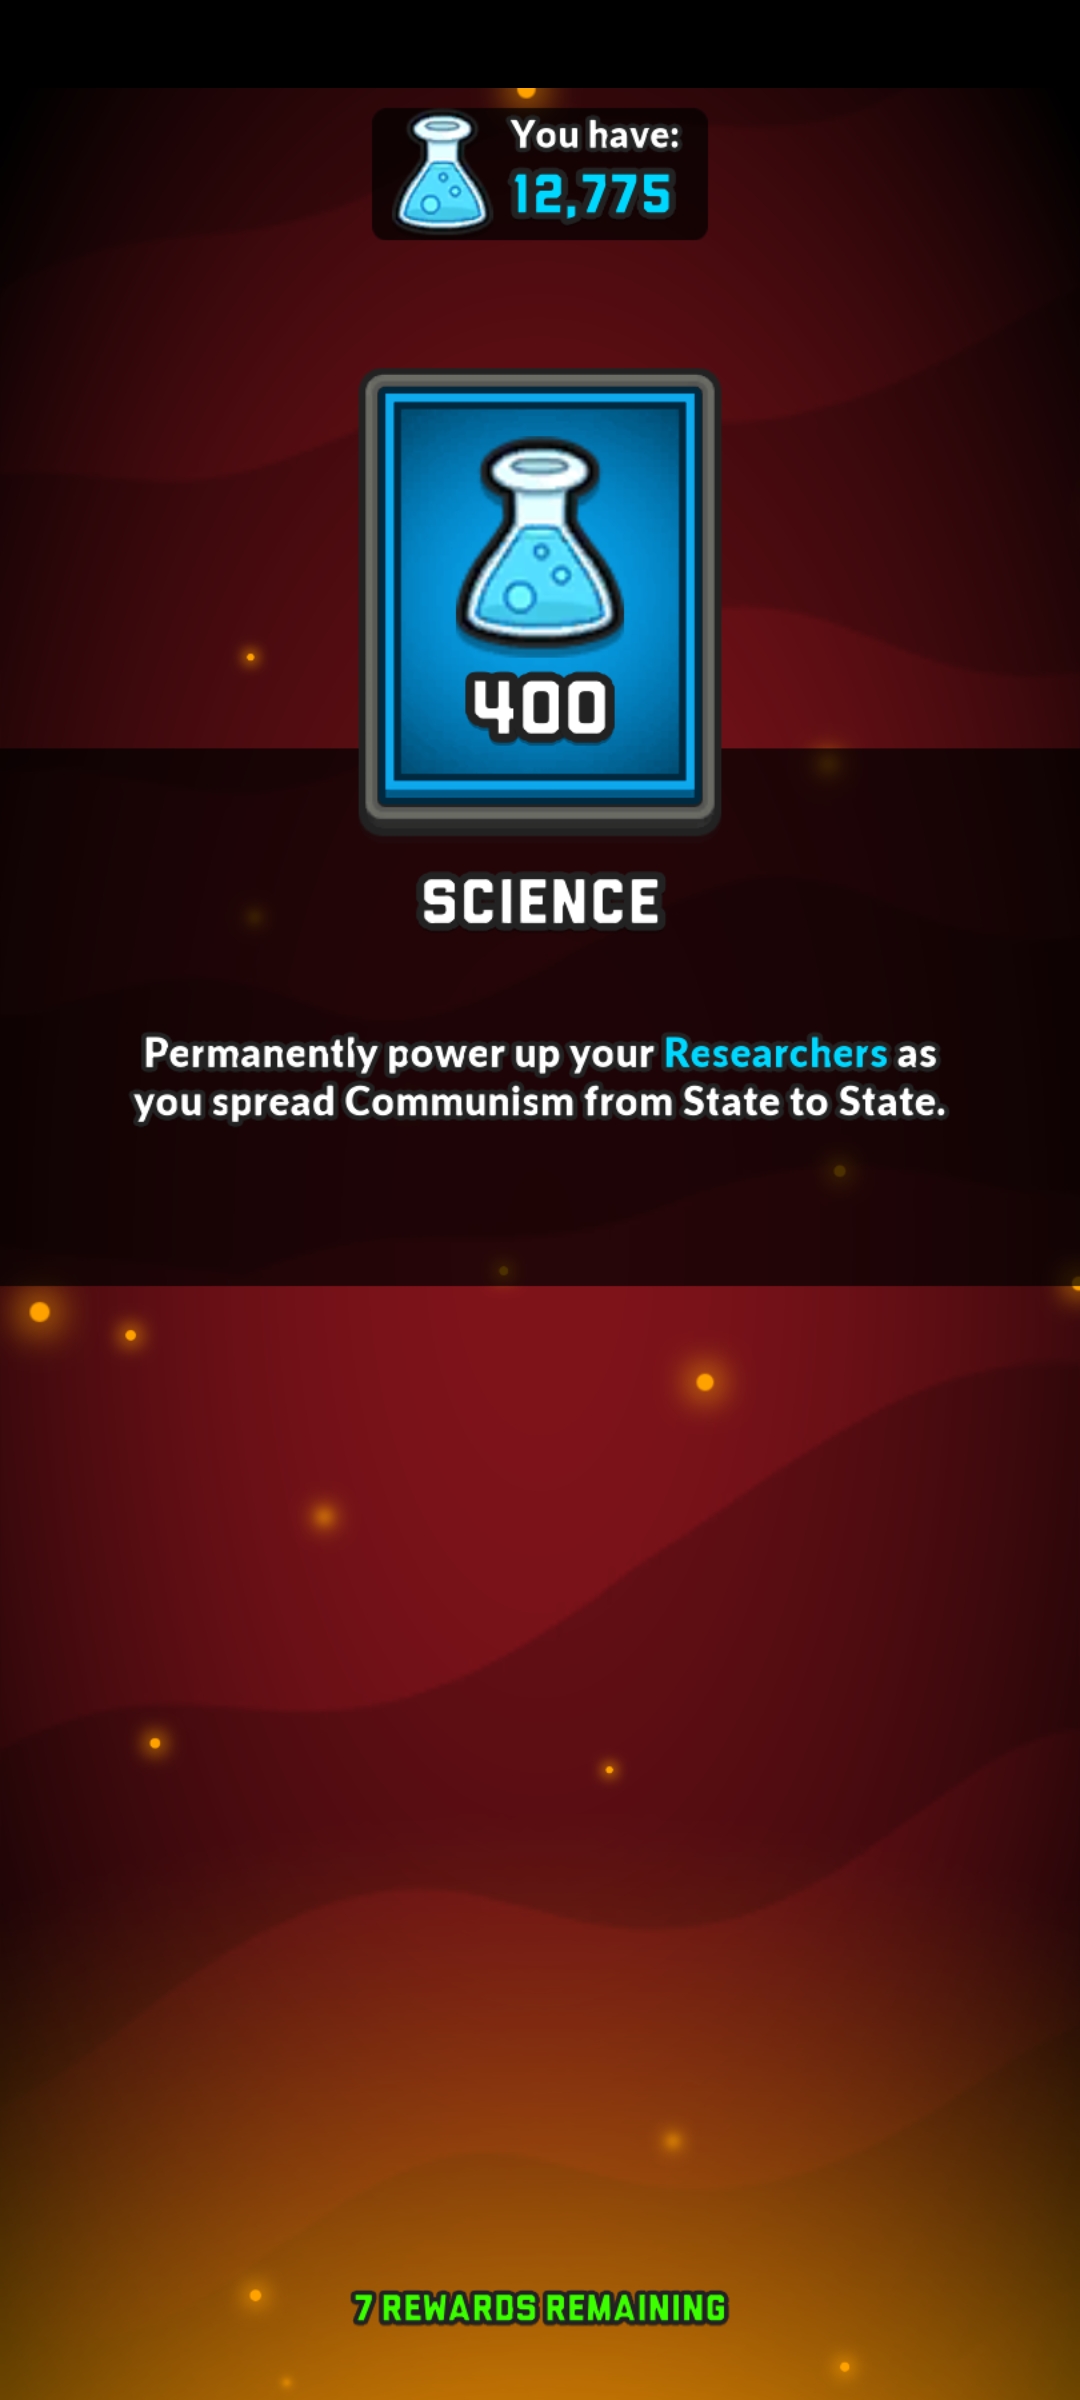 You have:
12,775
400
SCIENCE
Permanently power up your Researchers as
you spread Communism from State to State.
7 REWARDS REMAINING